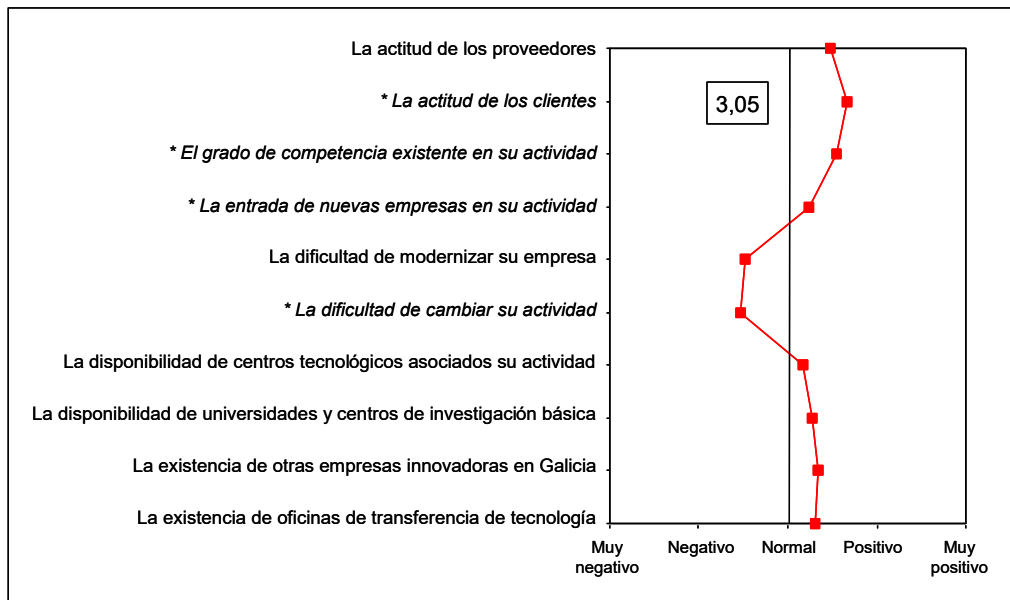 La actitud de los proveedores
* La actitud de los clientes
3,05
* El grado de competencia existente en su actividad
* La entrada de nuevas empresas en su actividad
La dificultad de modernizar su empresa
* La dificultad de cambiar su actividad
La disponibilidad de centros tecnológicos asociados su actividad
La disponibilidad de universidades y centros de investigación básica
La existencia de otras empresas innovadoras en Galicia
La existencia de oficinas de transferencia de tecnología
Muy negativo
Negativo
Normal
Positivo
Muy positivo